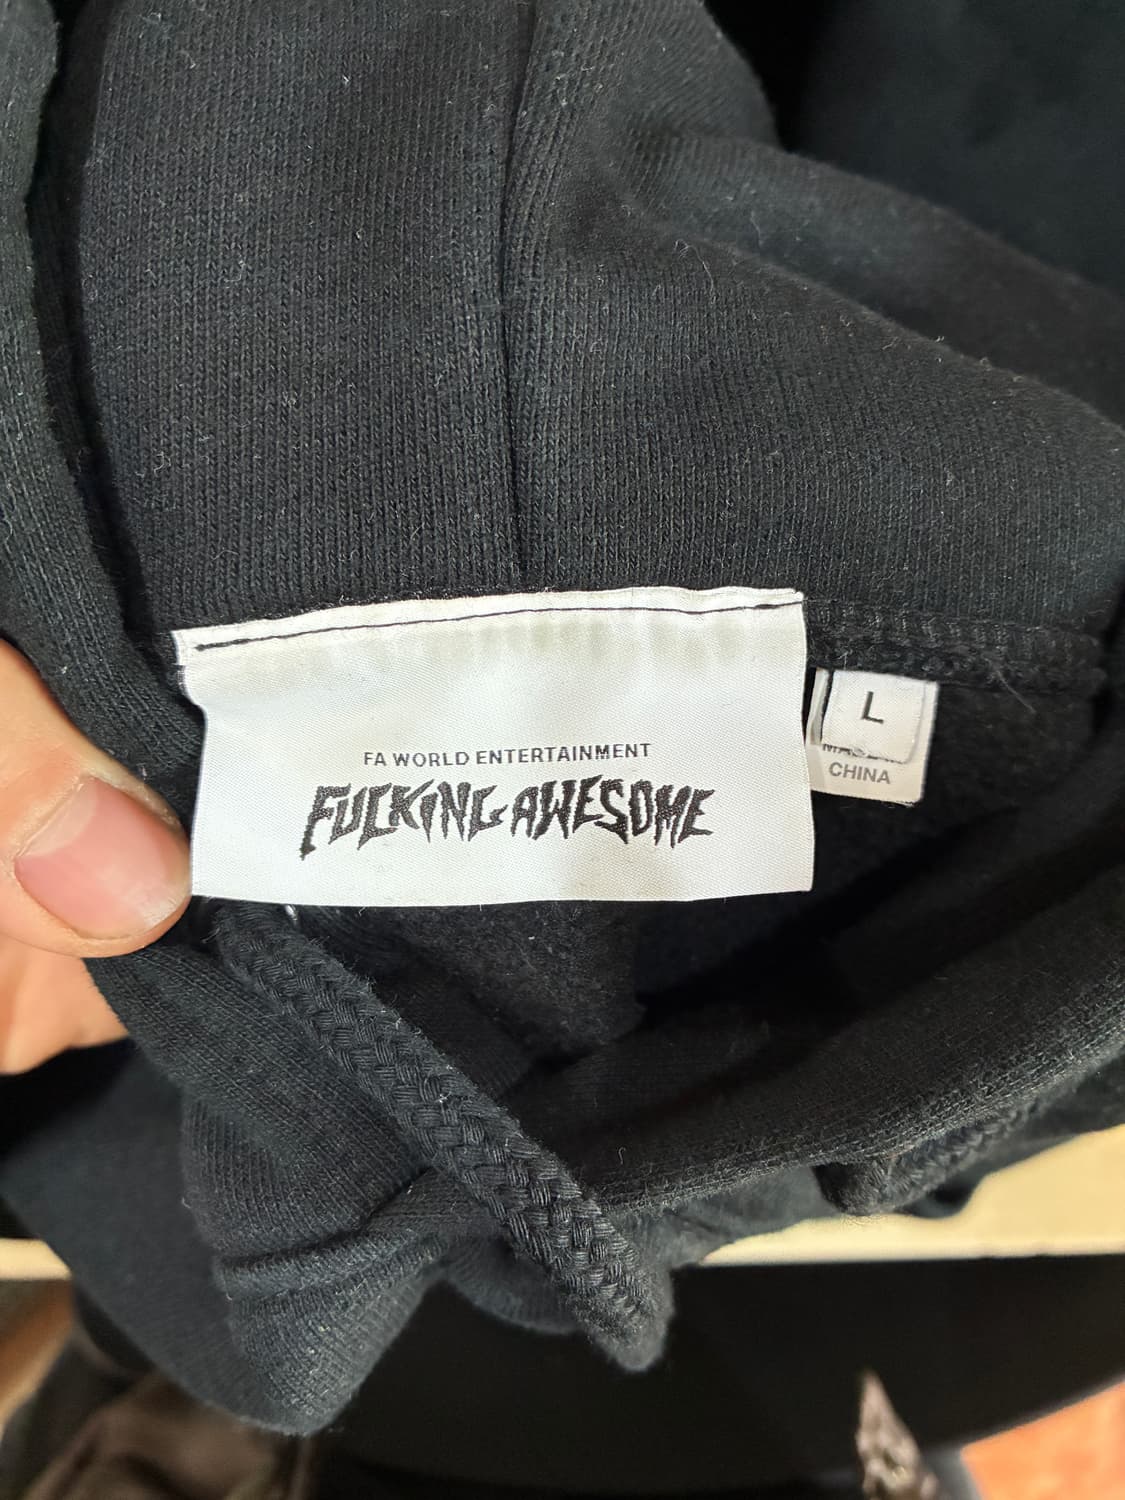 FA WORLD ENTERTAINMENT
FUCKING AWESOME
L
CHINA